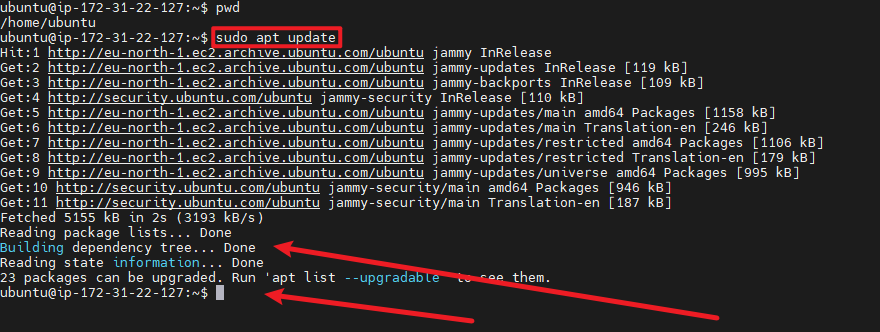 ubuntu@ip-172-31-22-127:~$ pwd
/home/ubuntu
ubuntu@ip-172-31-22-127:~$ sudo apt update
Hit:1 http://eu-north-1.ec2.archive.ubuntu.com/ubuntu jammy InRelease
Get:2 http://eu-north-1.ec2.archive.ubuntu.com/ubuntu jammy-updates InRelease [119 kB]
Get:3 http://eu-north-1.ec2.archive.ubuntu.com/ubuntu jammy-backports InRelease [109 kB]
Get:4 http://security.ubuntu.com/ubuntu jammy-security InRelease [110 kB]
Get:5 http://eu-north-1.ec2.archive.ubuntu.com/ubuntu jammy-updates/main amd64 Packages [1158 kB]
Get:6 http://eu-north-1.ec2.archive.ubuntu.com/ubuntu jammy-updates/main Translation-en [246 kB]
Get:7 http://eu-north-1.ec2.archive.ubuntu.com/ubuntu jammy-updates/restricted amd64 Packages [1106 kB]
Get:8 http://eu-north-1.ec2.archive.ubuntu.com/ubuntu jammy-updates/restricted Translation-en [179 kB]
Get:9 http://eu-north-1.ec2.archive.ubuntu.com/ubuntu jammy-updates/universe amd64 Packages [995 kB]
Get:10 http://security.ubuntu.com/ubuntu jammy-security/main amd64 Packages [946 kB]
Get:11 http://security.ubuntu.com/ubuntu jammy-security/main Translation-en [187 kB]
Fetched 5155 kB in 2s (3193 kB/s)
Reading package lists... Done
Building dependency tree... Done
Reading state information... Done
23 packages can be upgraded. Run 'apt list --upgradable' to see them.
ubuntu@ip-172-31-22-127:~$